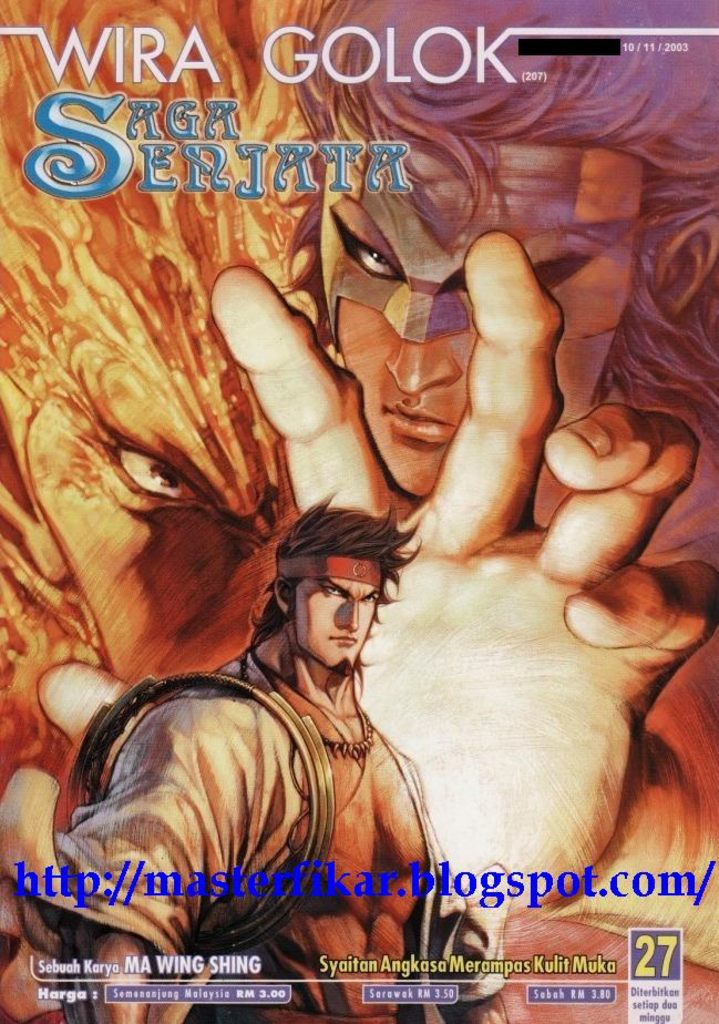 WIRA GOLOK
10 / 11 / 2003
(207)
SAGA
SENJATA
http://masterfikar.blogspot.com/
Sebuah Karya MA WING SHING
Syaitan Angkasa Merampas Kulit Muka
27
Harga : Semenanjung Malaysia RM 3.00
Sarawak RM 3.50
Sabah RM 3.80
Diterbitkan
setiap dua
minggu